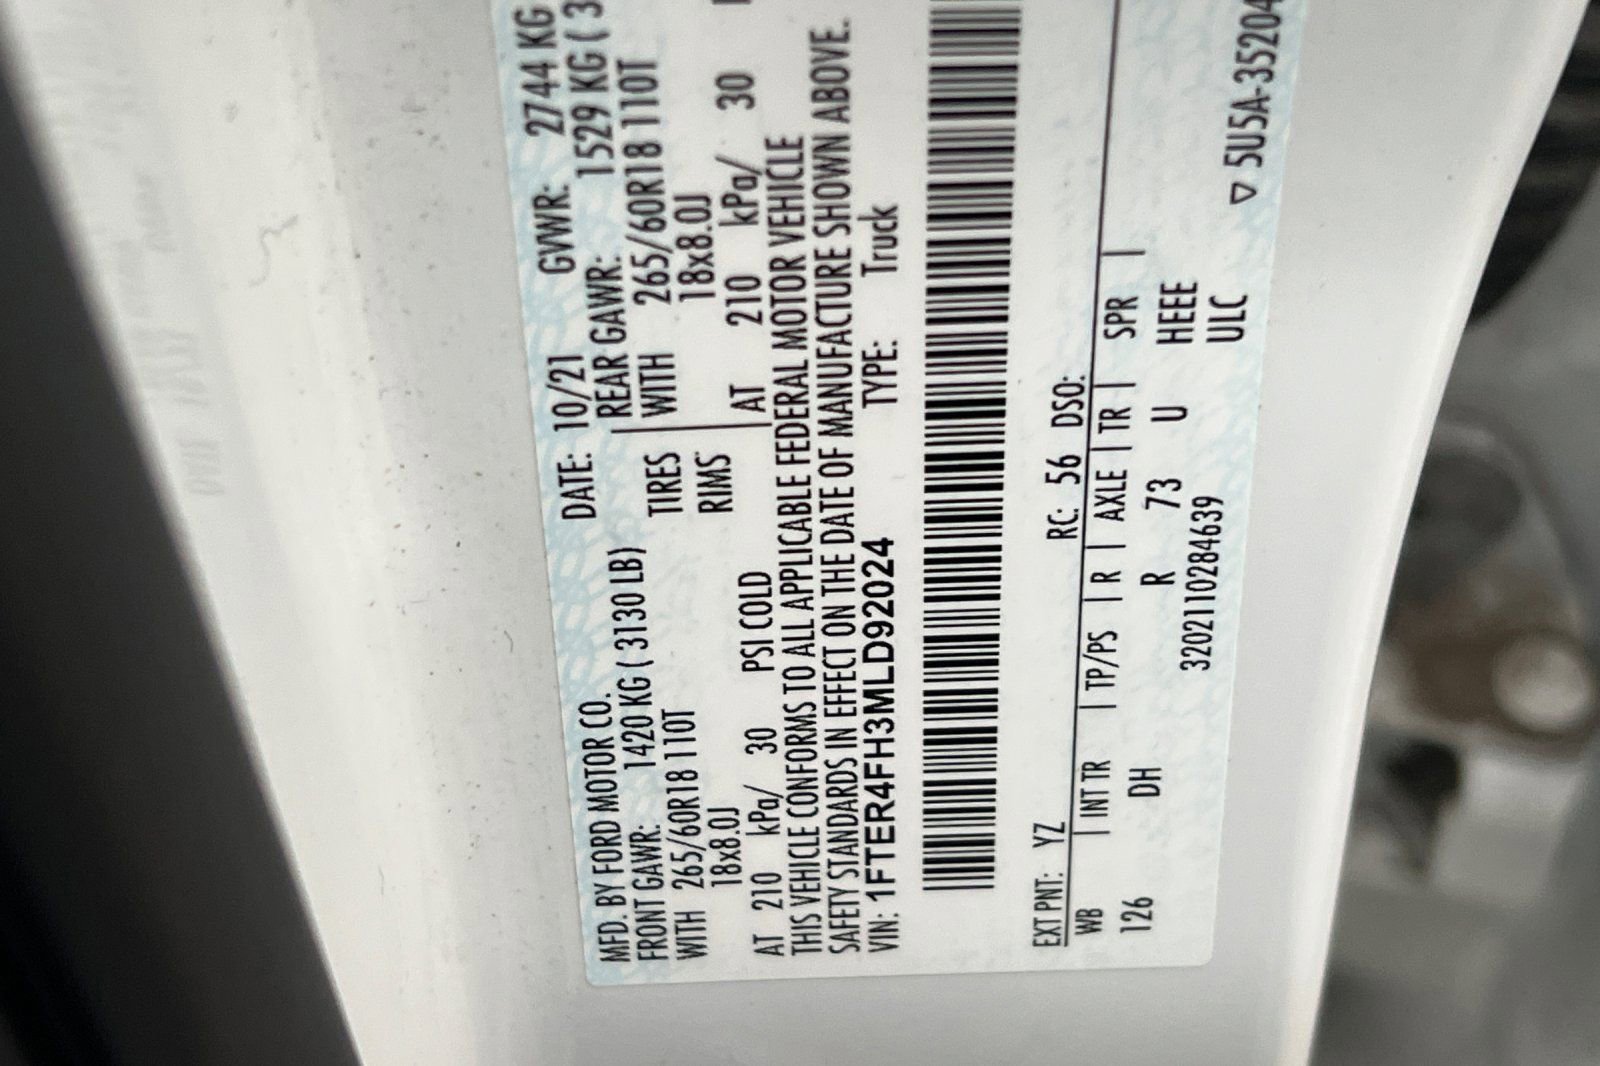 MFD. BY FORD MOTOR CO.
DATE: 10/21 GVWR: 2744 KG
FRONT GAWR: 1420 KG ( 3130 LB) REAR GAWR: 1529 KG ( 3
WITH 265/60R18 110T TIRES WITH 265/60R18 110T
18x8.0J RIMS 18x8.0J
AT 210 kPa/ 30 PSI COLD AT 210 kPa/ 30
THIS VEHICLE CONFORMS TO ALL APPLICABLE FEDERAL MOTOR VEHICLE
SAFETY STANDARDS IN EFFECT ON THE DATE OF MANUFACTURE SHOWN ABOVE.
VIN: 1FTER4FH3MLD92024 TYPE: Truck
EXT PNT: YZ RC: 56 DSO:
WB | INT TR | TP/PS | R | AXLE | TR | SPR |
126 DH R 73 U HEEE
3202110284639 ULC
▽ 5U5A-35204